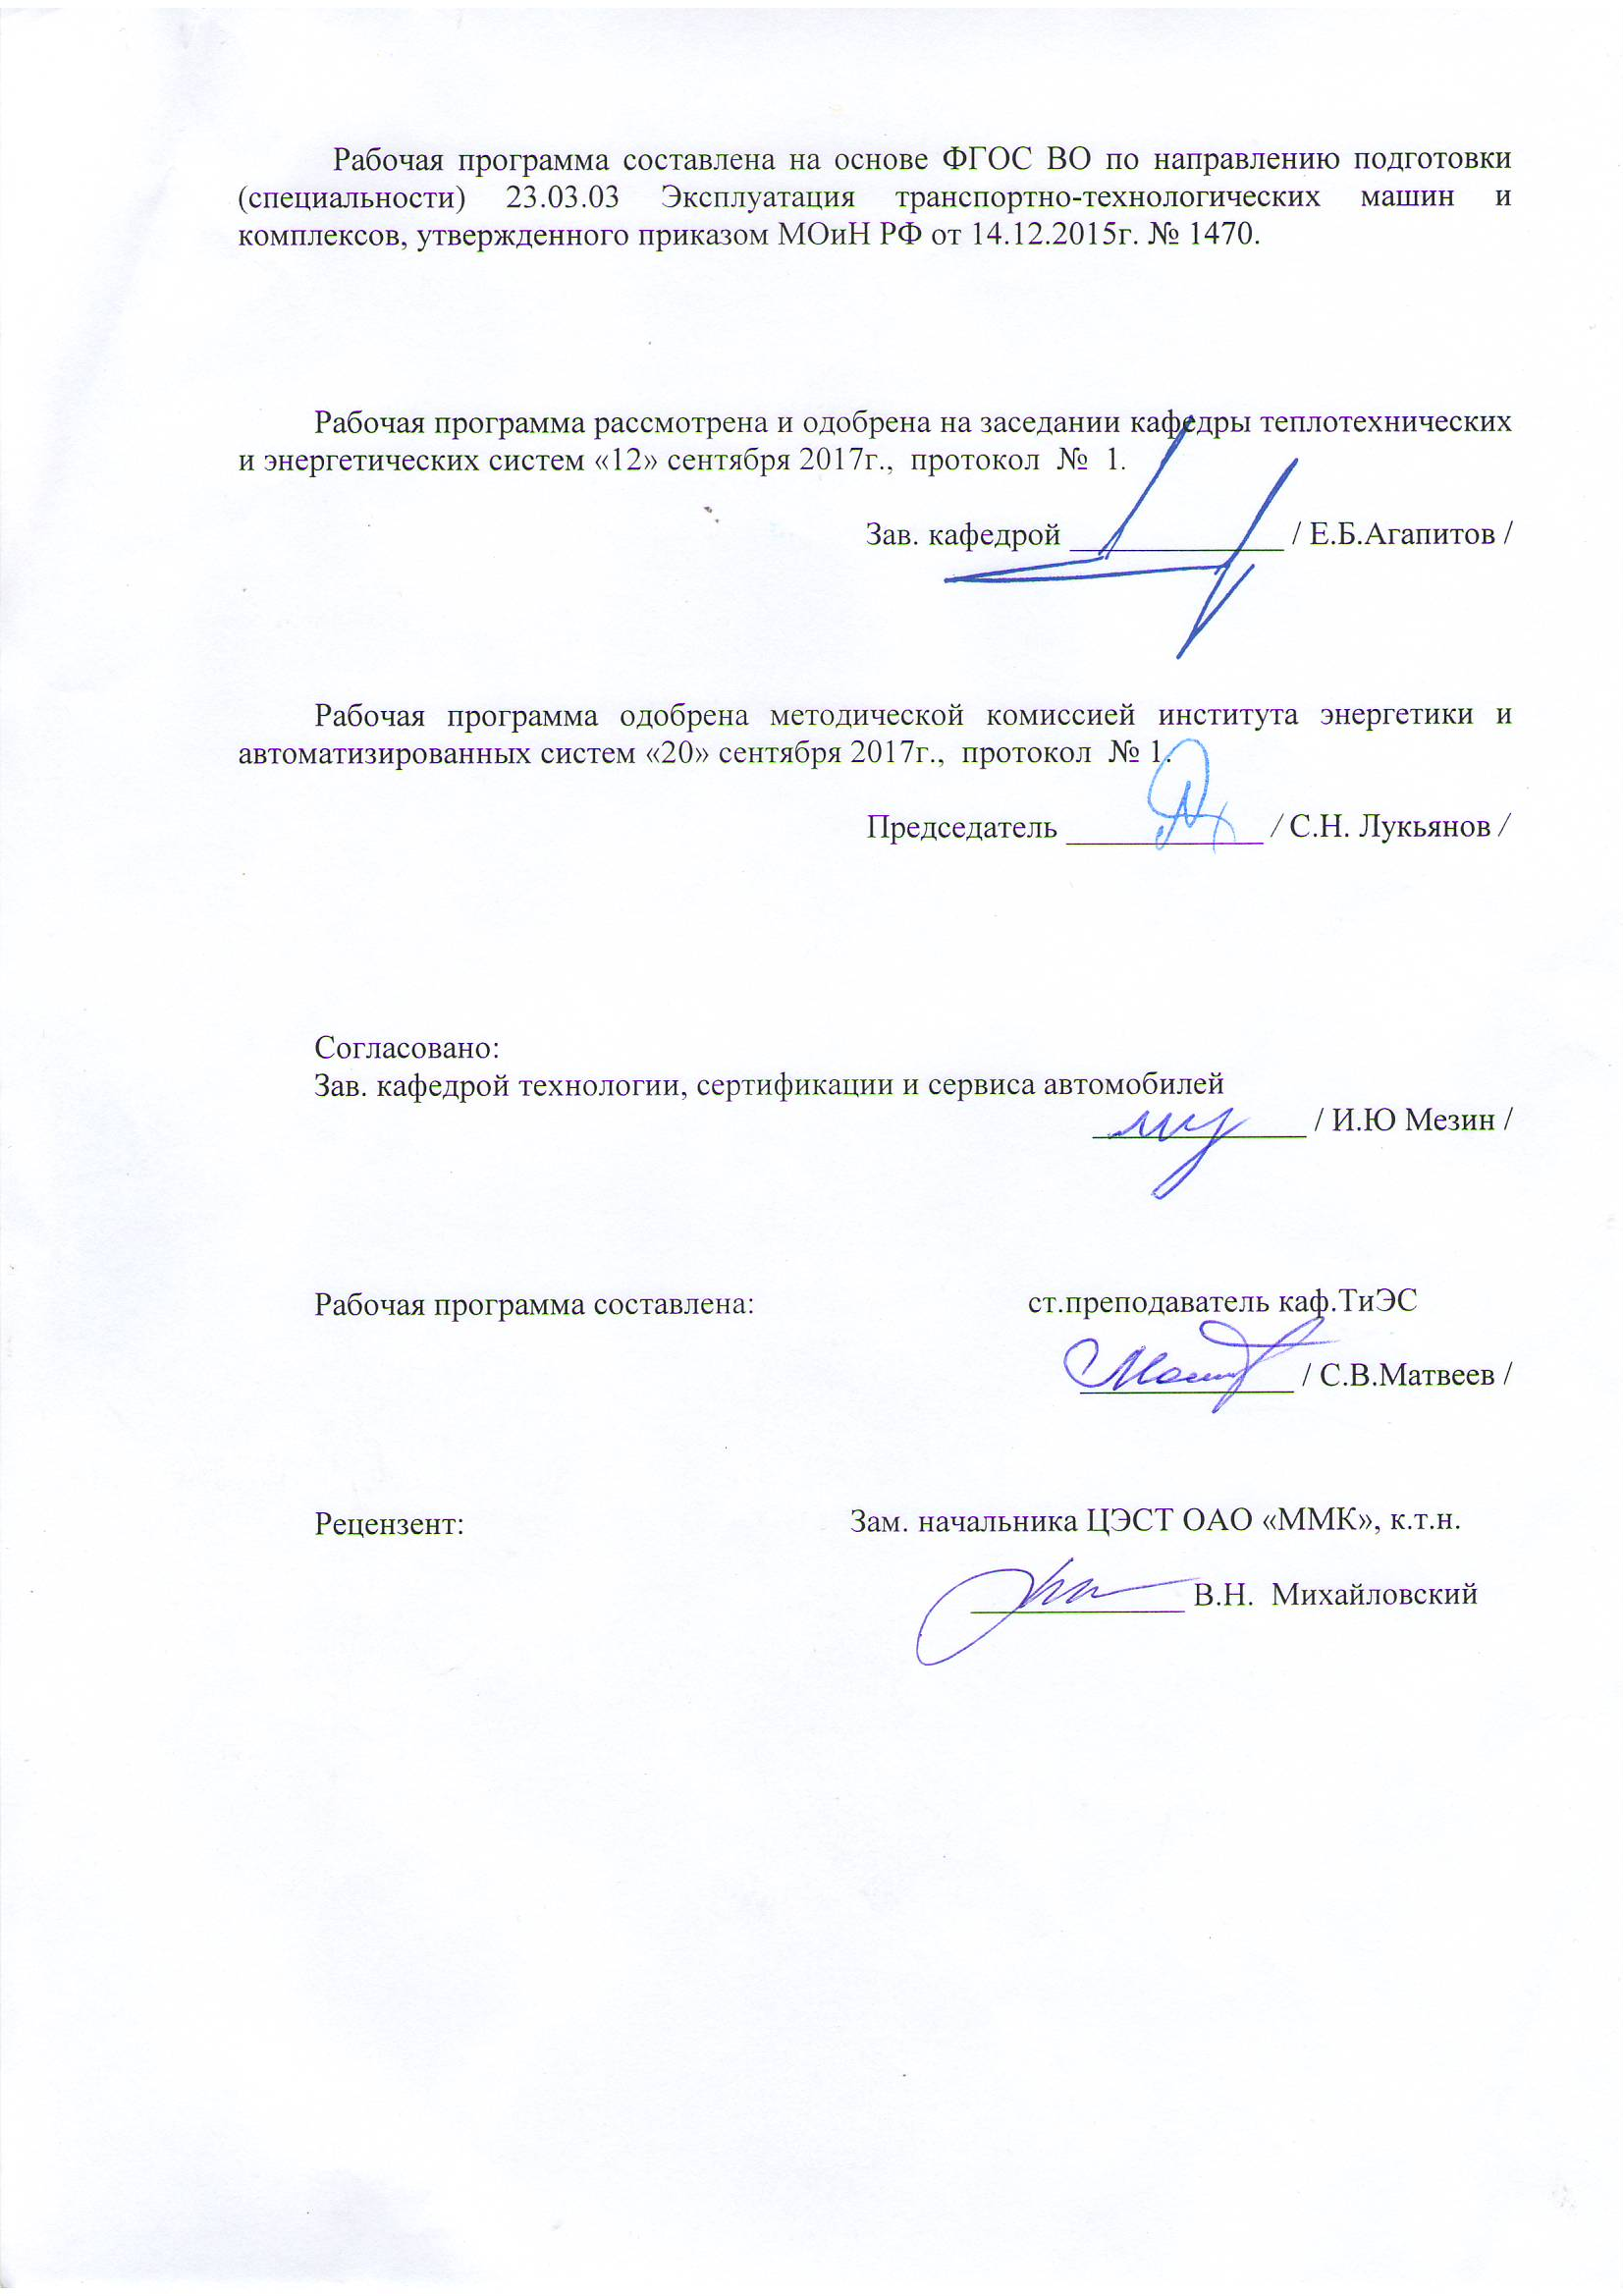 Рабочая программа составлена на основе ФГОС ВО по направлению подготовки
(специальности) 23.03.03 Эксплуатация транспортно-технологических машин и
комплексов, утвержденного приказом МОиН РФ от 14.12.2015г. № 1470.
Рабочая программа рассмотрена и одобрена на заседании кафедры теплотехнических
и энергетических систем «12» сентября 2017г., протокол № 1.
Зав. кафедрой _____________ / Е.Б.Агапитов /
Рабочая программа одобрена методической комиссией института энергетики и
автоматизированных систем «20» сентября 2017г., протокол № 1.
Председатель ____________ / С.Н. Лукьянов /
Согласовано:
Зав. кафедрой технологии, сертификации и сервиса автомобилей
_____________ / И.Ю Мезин /
Рабочая программа составлена: ст.преподаватель каф.ТиЭС
_____________ / С.В.Матвеев /
Рецензент: Зам. начальника ЦЭСТ ОАО «ММК», к.т.н.
_____________ В.Н. Михайловский